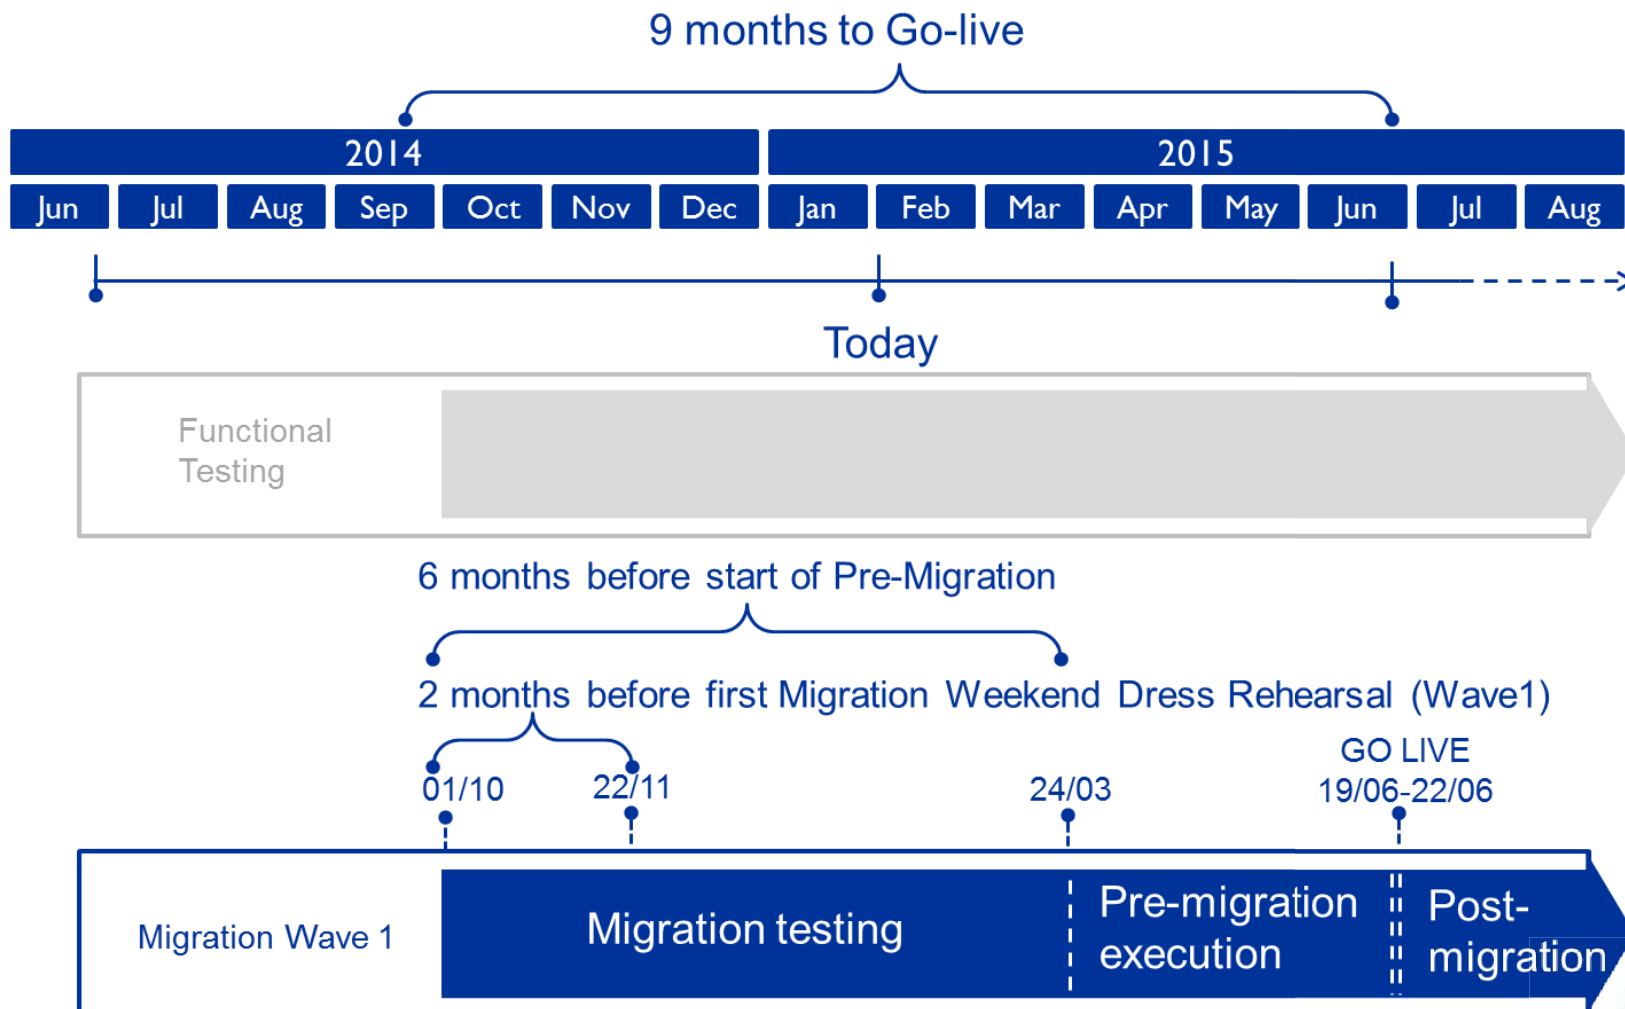 9 months to Go-live
2014 2015
Jun Jul Aug Sep Oct Nov Dec Jan Feb Mar Apr May Jun Jul Aug
Today
Functional
Testing
6 months before start of Pre-Migration
2 months before first Migration Weekend Dress Rehearsal (Wave1)
GO LIVE
01/10 22/11 24/03 19/06-22/06
Migration Wave 1
Migration testing
Pre-migration
execution
Post-
migration